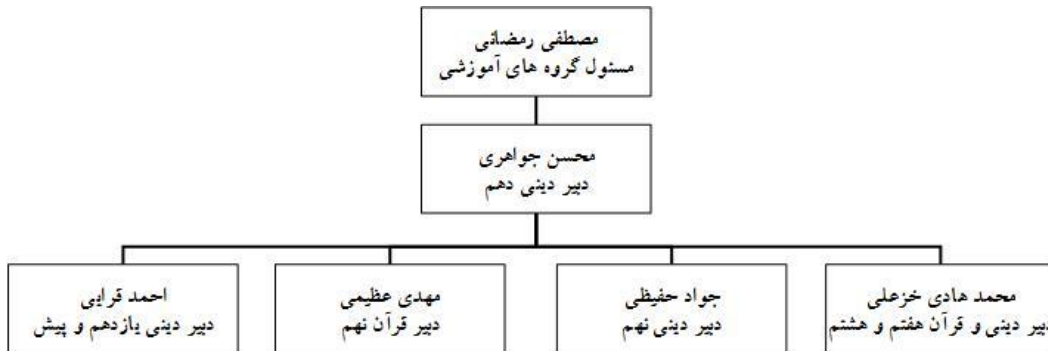 مصطفی رمضانی
مسئول گروه های آموزشی
محسن جواهری
دبیر دینی دهم
محمد هادی خزعلی
دبیر دینی و قرآن هفتم و هشتم
جواد حفیظی
دبیر دینی نهم
مهدی عظیمی
دبیر قرآن نهم
احمد قرایی
دبیر دینی یازدهم و پیش